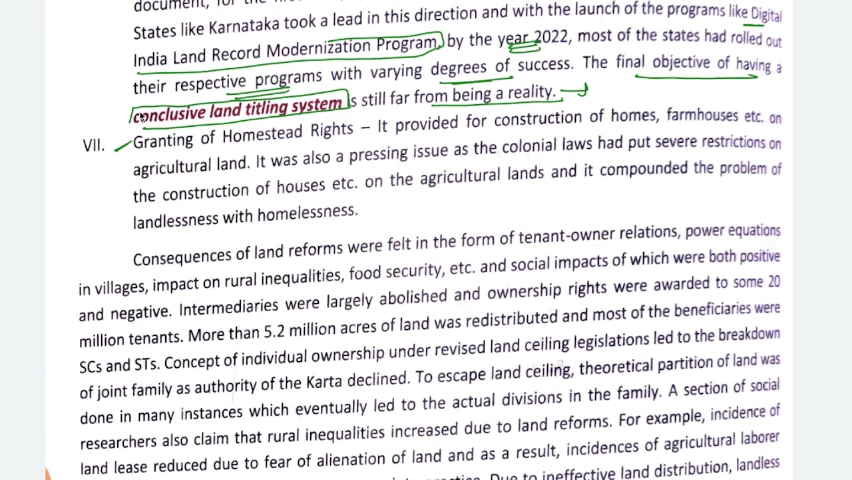 document, for the
States like Karnataka took a lead in this direction and with the launch of the programs like Digital
India Land Record Modernization Program, by the year 2022, most of the states had rolled out
their respective programs with varying degrees of success. The final objective of having a
conclusive land titling system is still far from being a reality.
VII. Granting of Homestead Rights – It provided for construction of homes, farmhouses etc. on
agricultural land. It was also a pressing issue as the colonial laws had put severe restrictions on
the construction of houses etc. on the agricultural lands and it compounded the problem of
landlessness with homelessness.
Consequences of land reforms were felt in the form of tenant-owner relations, power equations
in villages, impact on rural inequalities, food security, etc. and social impacts of which were both positive
and negative. Intermediaries were largely abolished and ownership rights were awarded to some 20
million tenants. More than 5.2 million acres of land was redistributed and most of the beneficiaries were
SCs and STs. Concept of individual ownership under revised land ceiling legislations led to the breakdown
of joint family as authority of the Karta declined. To escape land ceiling, theoretical partition of land was
done in many instances which eventually led to the actual divisions in the family. A section of social
researchers also claim that rural inequalities increased due to land reforms. For example, incidence of
land lease reduced due to fear of alienation of land and as a result, incidences of agricultural laborer
Due to ineffective land distribution, landless